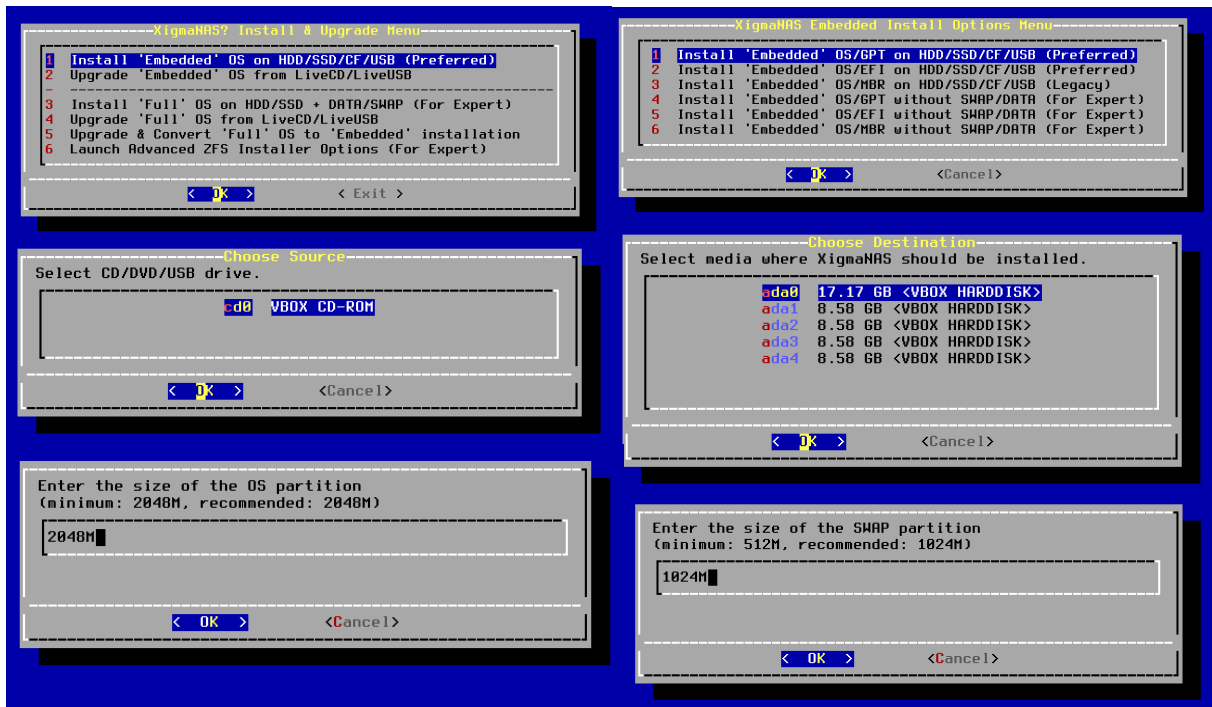 XigmaNAS? Install & Upgrade Menu
1 Install 'Embedded' OS on HDD/SSD/CF/USB (Preferred)
2 Upgrade 'Embedded' OS from LiveCD/LiveUSB
- --------------------------------------------------
3 Install 'Full' OS on HDD/SSD + DATA/SWAP (For Expert)
4 Upgrade 'Full' OS from LiveCD/LiveUSB
5 Upgrade & Convert 'Full' OS to 'Embedded' installation
6 Launch Advanced ZFS Installer Options (For Expert)
< OK > < Exit >
XigmaNAS Embedded Install Options Menu
1 Install 'Embedded' OS/GPT on HDD/SSD/CF/USB (Preferred)
2 Install 'Embedded' OS/EFI on HDD/SSD/CF/USB (Preferred)
3 Install 'Embedded' OS/MBR on HDD/SSD/CF/USB (Legacy)
4 Install 'Embedded' OS/GPT without SWAP/DATA (For Expert)
5 Install 'Embedded' OS/EFI without SWAP/DATA (For Expert)
6 Install 'Embedded' OS/MBR without SWAP/DATA (For Expert)
< OK > <Cancel>
Choose Source
Select CD/DVD/USB drive.
cd0 VBOX CD-ROM
< OK > <Cancel>
Choose Destination
Select media where XigmaNAS should be installed.
ada0 17.17 GB <VBOX HARDDISK>
ada1 8.58 GB <VBOX HARDDISK>
ada2 8.58 GB <VBOX HARDDISK>
ada3 8.58 GB <VBOX HARDDISK>
ada4 8.58 GB <VBOX HARDDISK>
< OK > <Cancel>
Enter the size of the OS partition
(minimum: 2048M, recommended: 2048M)
2048M
< OK > <Cancel>
Enter the size of the SWAP partition
(minimum: 512M, recommended: 1024M)
1024M
< OK > <Cancel>